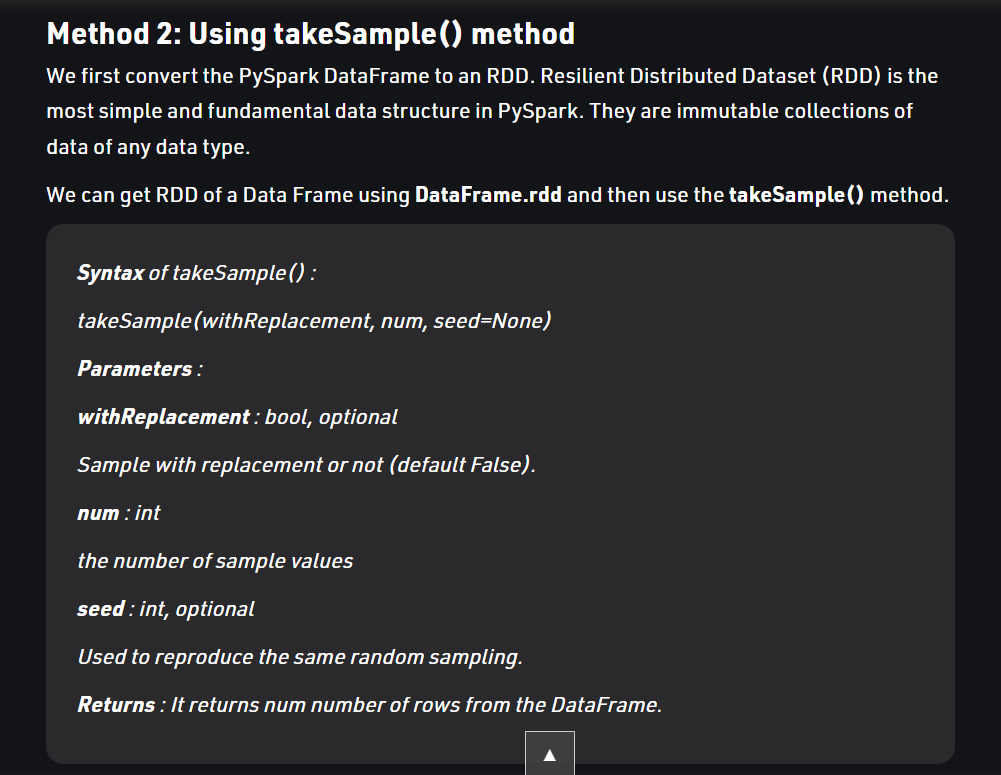 Method 2: Using takeSample() method
We first convert the PySpark DataFrame to an RDD. Resilient Distributed Dataset (RDD) is the
most simple and fundamental data structure in PySpark. They are immutable collections of
data of any data type.
We can get RDD of a Data Frame using DataFrame.rdd and then use the takeSample() method.
Syntax of takeSample() :
takeSample(withReplacement, num, seed=None)
Parameters :
withReplacement : bool, optional
Sample with replacement or not (default False).
num : int
the number of sample values
seed : int, optional
Used to reproduce the same random sampling.
Returns : It returns num number of rows from the DataFrame.